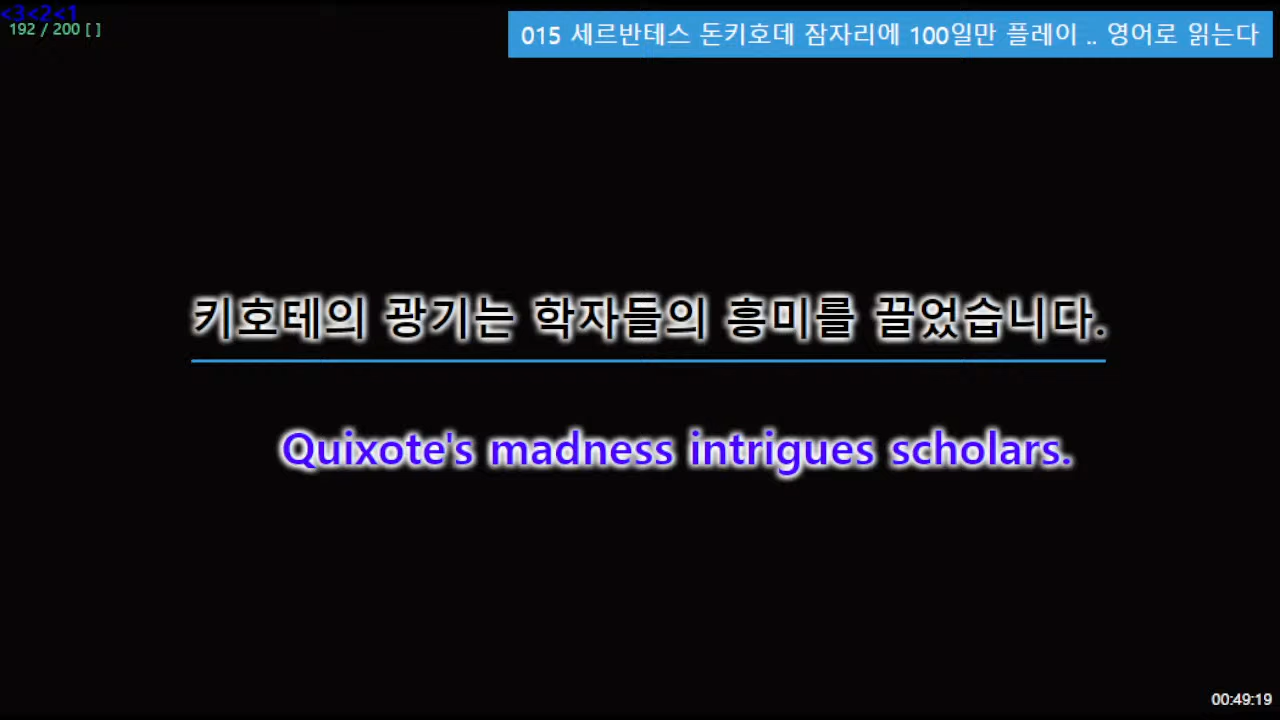 <3<2<1
192 / 200 [ ]
015 세르반테스 돈키호데 잠자리에 100일만 플레이 .. 영어로 읽는다
키호테의 광기는 학자들의 흥미를 끌었습니다.
Quixote's madness intrigues scholars.
00:49:19